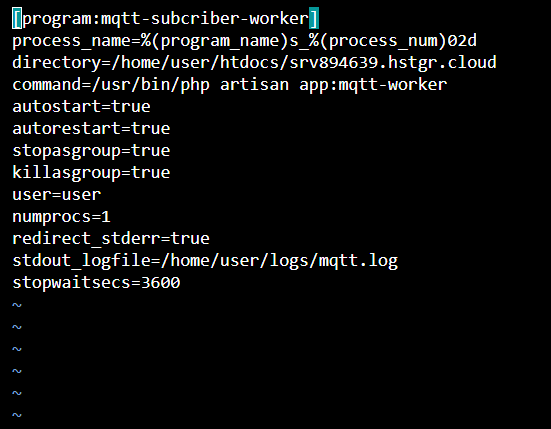 [program:mqtt-subcriber-worker]
process_name=%(program_name)s_%(process_num)02d
directory=/home/user/htdocs/srv894639.hstgr.cloud
command=/usr/bin/php artisan app:mqtt-worker
autostart=true
autorestart=true
stopasgroup=true
killasgroup=true
user=user
numprocs=1
redirect_stderr=true
stdout_logfile=/home/user/logs/mqtt.log
stopwaitsecs=3600
~
~
~
~
~
~